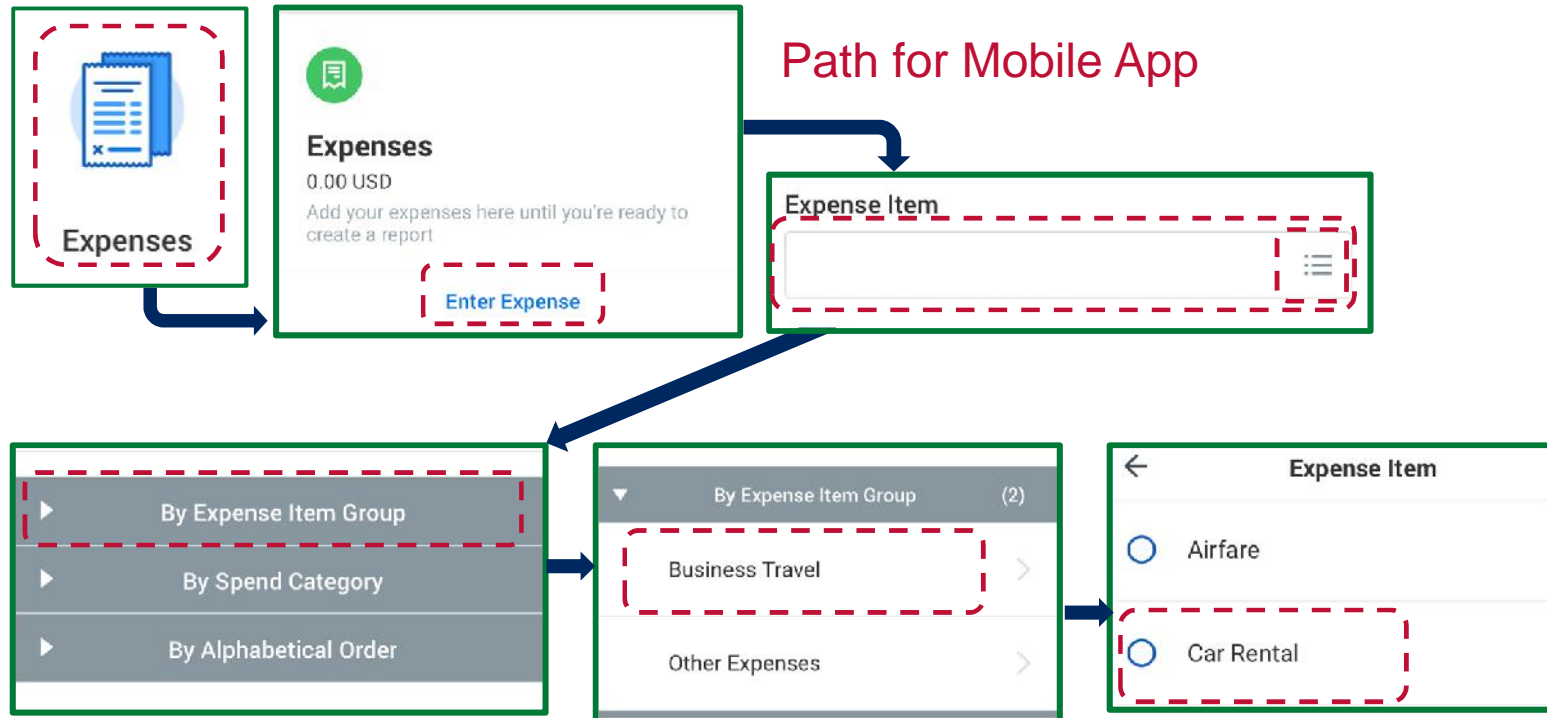 Path for Mobile App
Expenses
Expenses
0.00 USD
Add your expenses here until you're ready to
create a report
Enter Expense
Expense Item
By Expense Item Group
By Spend Category
By Alphabetical Order
By Expense Item Group (2)
Business Travel
Other Expenses
Expense Item
Airfare
Car Rental